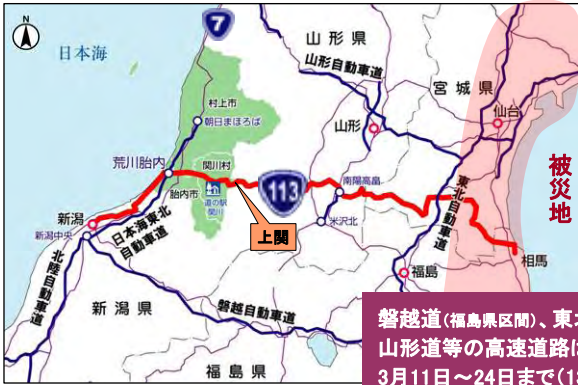 N
7
日本海
山形県
山形自動車道
宮城県
仙台
村上市
朝日まほろば
山形
荒川胎内
関川村
胎内市
道の駅
関川
113
南陽高畠
東北自動車道
被災地
新潟
新潟中央
日本海東北
自動車道
上関
米沢北
相馬
北陸自動車道
福島
新潟県
磐越自動車道
福島県
磐越道(福島県区間)、東北
山形道等の高速道路は
3月11日～24日まで